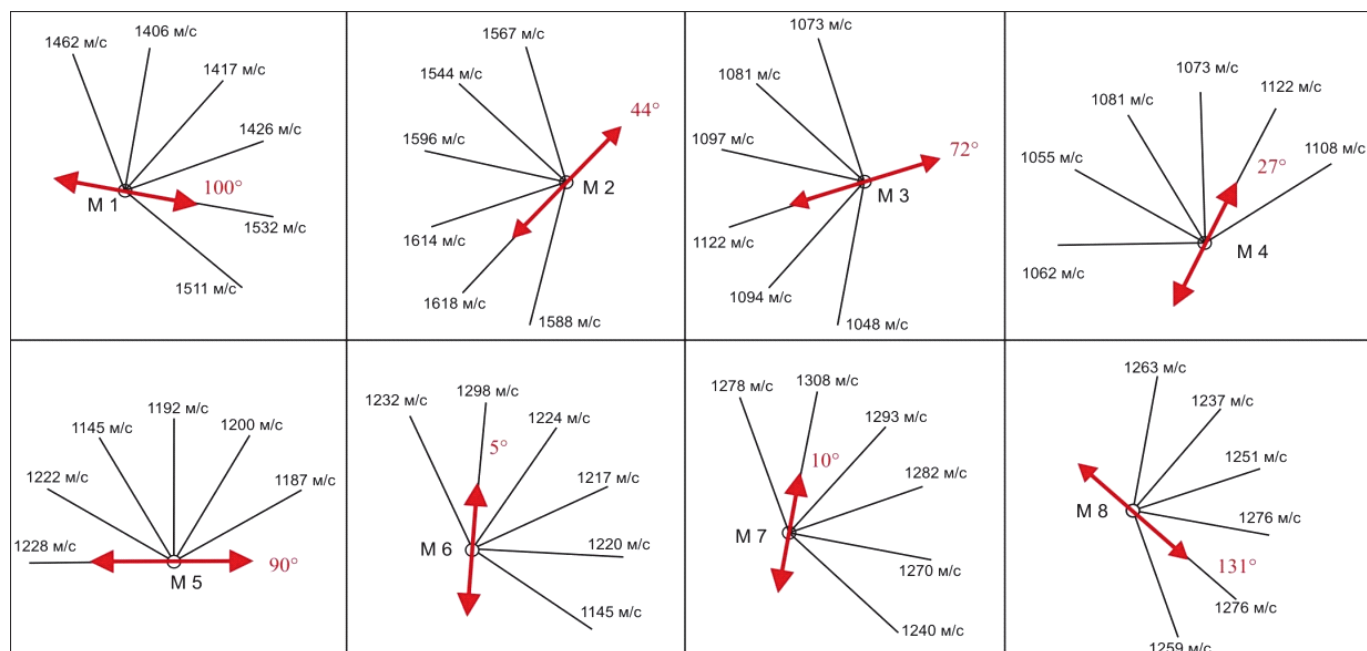 1462 м/с
1406 м/с
1417 м/с
1426 м/с
100°
М 1
1532 м/с
1511 м/с
1567 м/с
1544 м/с
44°
1596 м/с
М 2
1614 м/с
1618 м/с
1588 м/с
1073 м/с
1081 м/с
1097 м/с
72°
М 3
1122 м/с
1094 м/с
1048 м/с
1073 м/с
1122 м/с
1081 м/с
1108 м/с
1055 м/с
27°
М 4
1062 м/с
1192 м/с
1145 м/с
1200 м/с
1222 м/с
1187 м/с
1228 м/с
90°
М 5
1232 м/с
1298 м/с
1224 м/с
5°
1217 м/с
М 6
1220 м/с
1145 м/с
1278 м/с
1308 м/с
1293 м/с
10°
1282 м/с
М 7
1270 м/с
1240 м/с
1263 м/с
1237 м/с
1251 м/с
М 8
1276 м/с
131°
1276 м/с
1259 м/с